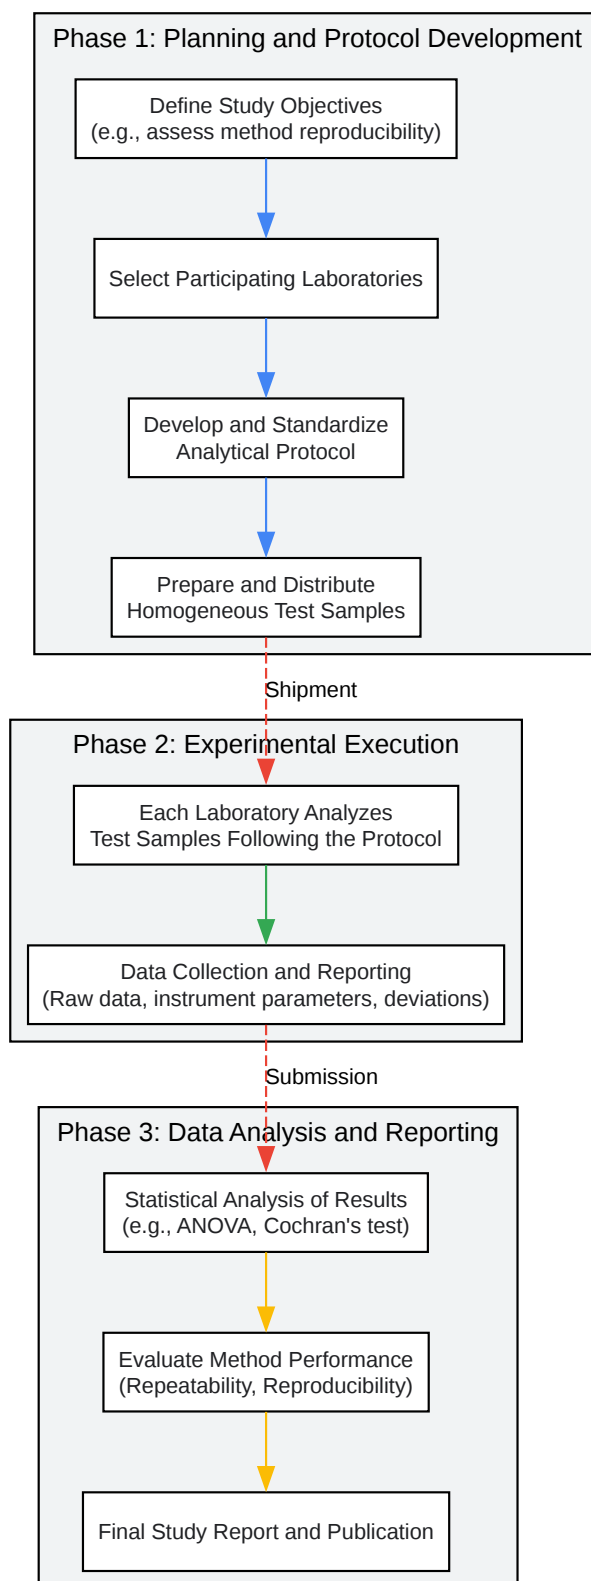 Phase 1: Planning and Protocol Development
Define Study Objectives
(e.g., assess method reproducibility)
Select Participating Laboratories
Develop and Standardize
Analytical Protocol
Prepare and Distribute
Homogeneous Test Samples
Shipment
Phase 2: Experimental Execution
Each Laboratory Analyzes
Test Samples Following the Protocol
Data Collection and Reporting
(Raw data, instrument parameters, deviations)
Submission
Phase 3: Data Analysis and Reporting
Statistical Analysis of Results
(e.g., ANOVA, Cochran's test)
Evaluate Method Performance
(Repeatability, Reproducibility)
Final Study Report and Publication